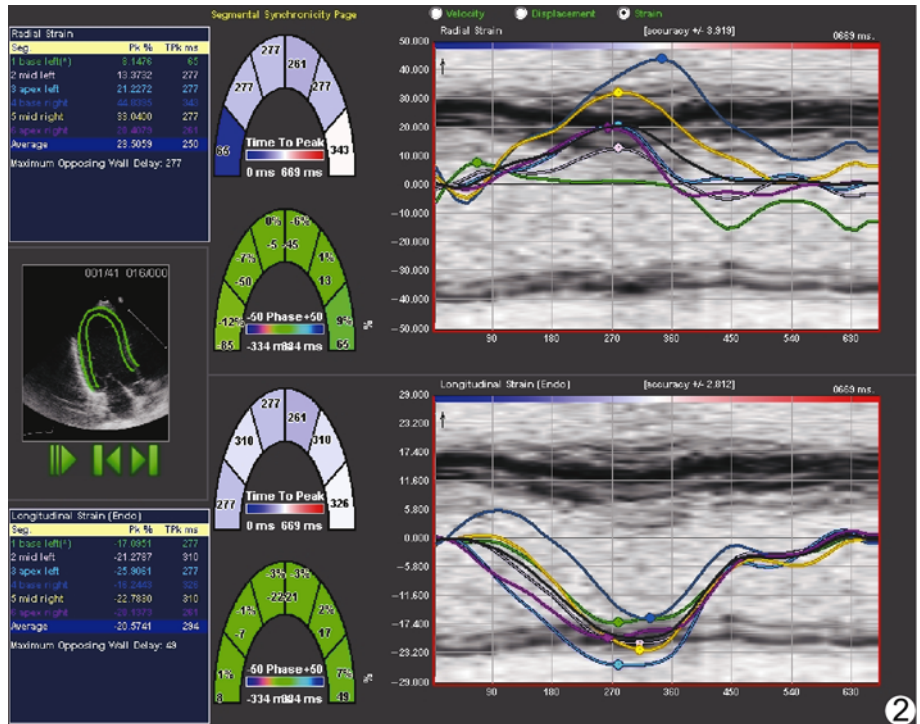 Segmental Synchronicity Page
Velocity Displacement Strain
Radial Strain
Seg. Pk % TPk ms
1 base left(*) 8.1476 65
2 mid left 13.3732 277
3 apex left 21.2272 277
4 base right 44.8335 343
5 mid right 33.0400 277
6 apex right 20.4079 261
Average 23.5059 250
Maximum Opposing Wall Delay: 277
277 261
277 277
65 343
Time To Peak
0 ms 669 ms
Radial Strain [accuracy +/- 3.919] 0669 ms.
50.000
40.000
30.000
20.000
10.000
0.000
-10.000
-20.000
-30.000
-40.000
-50.000
90 180 270 360 450 540 630
0% -6%
-5 -45
-7% 1%
-50 13
-12% 9%
-85 65
%
-50 Phase+50
001/41 016/000
Longitudinal Strain (Endo)
Seg. Pk % TPk ms
1 base left(*) -17.0951 277
2 mid left -21.2787 310
3 apex left -25.9061 277
4 base right -16.2443 326
5 mid right -22.7830 310
6 apex right -20.1373 261
Average -20.5741 294
Maximum Opposing Wall Delay: 49
277 261
310 310
277 326
Time To Peak
0 ms 669 ms
Longitudinal Strain (Endo) [accuracy +/- 2.812] 0669 ms.
29.000
23.200
17.400
11.600
5.800
0.000
-5.800
-11.600
-17.400
-23.200
-29.000
90 180 270 360 450 540 630
-3% -3%
-1% 2%
-7 17
1% 7%
8 49
%
-50 Phase+50
2